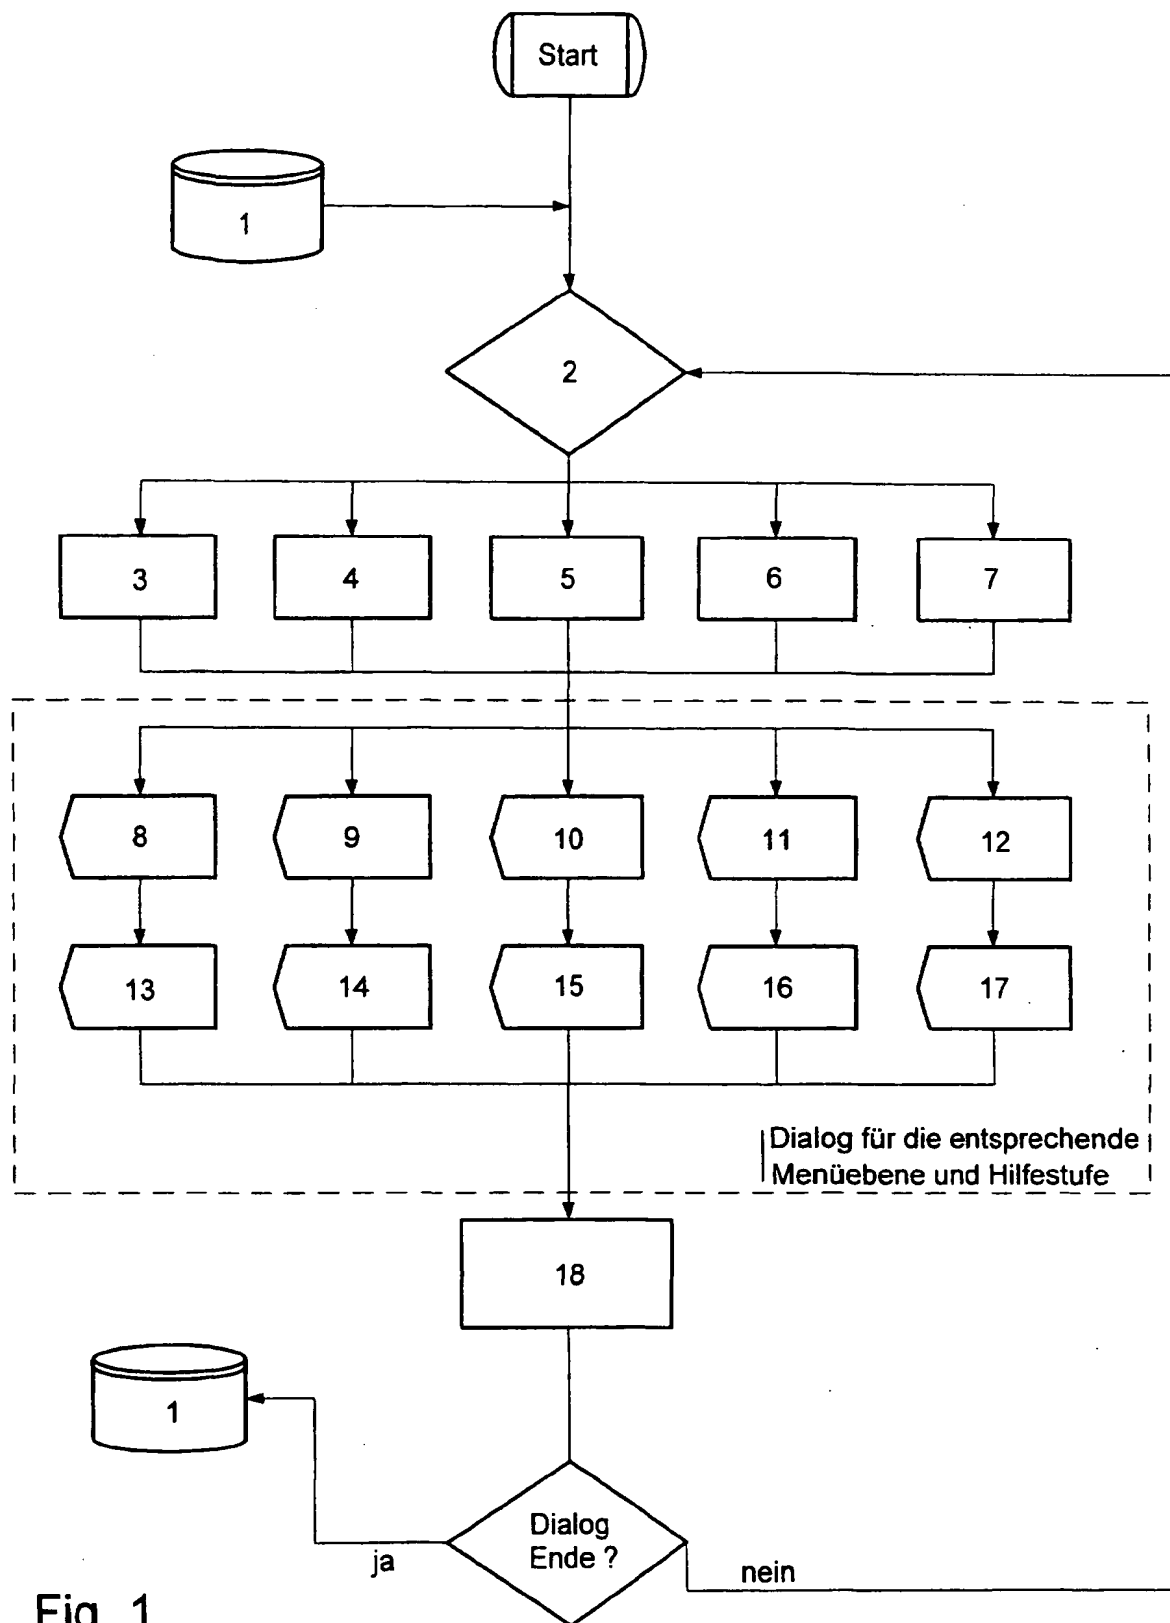 Start
1
2
3 4 5 6 7
8 9 10 11 12
13 14 15 16 17
Dialog für die entsprechende
Menüebene und Hilfestufe
18
1
Dialog
Ende ?
ja
nein
Fig. 1